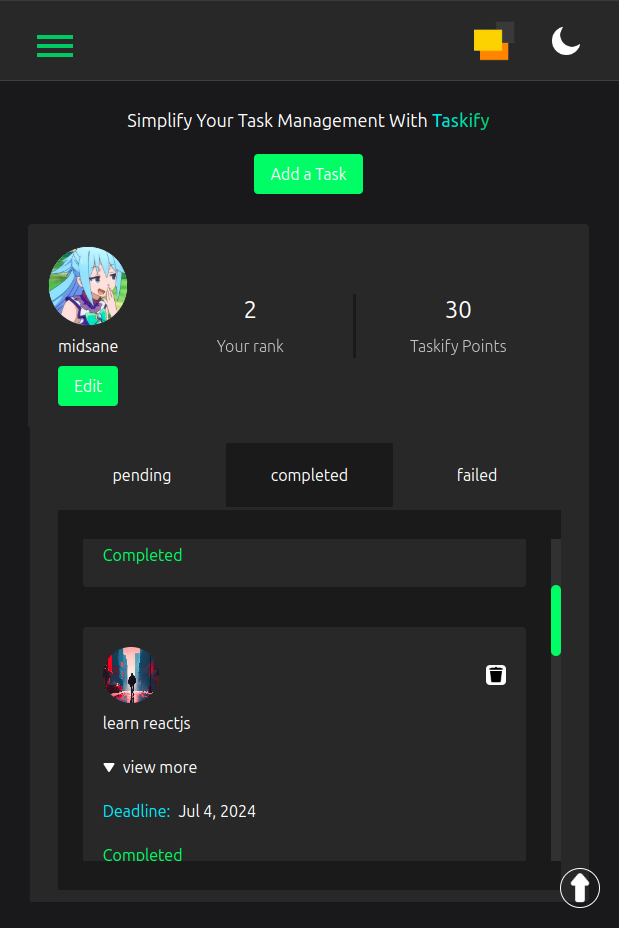 Simplify Your Task Management With Taskify
Add a Task
midsane
Edit
2
Your rank
30
Taskify Points
pending
completed
failed
Completed
learn reactjs
view more
Deadline: Jul 4, 2024
Completed